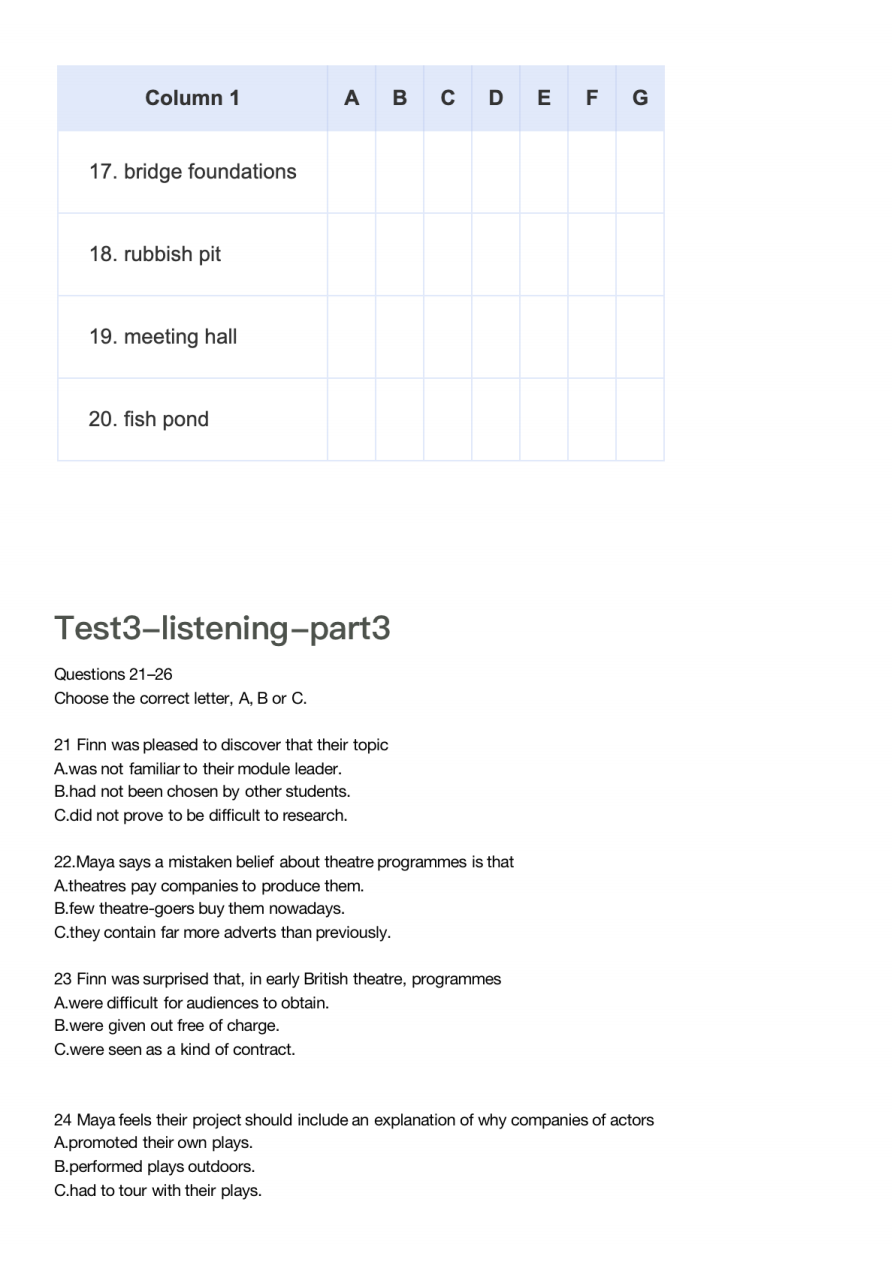 Column 1 A B C D E F G
17. bridge foundations
18. rubbish pit
19. meeting hall
20. fish pond
Test3–listening–part3
Questions 21–26
Choose the correct letter, A, B or C.
21 Finn was pleased to discover that their topic
A.was not familiar to their module leader.
B.had not been chosen by other students.
C.did not prove to be difficult to research.
22.Maya says a mistaken belief about theatre programmes is that
A.theatres pay companies to produce them.
B.few theatre-goers buy them nowadays.
C.they contain far more adverts than previously.
23 Finn was surprised that, in early British theatre, programmes
A.were difficult for audiences to obtain.
B.were given out free of charge.
C.were seen as a kind of contract.
24 Maya feels their project should include an explanation of why companies of actors
A.promoted their own plays.
B.performed plays outdoors.
C.had to tour with their plays.